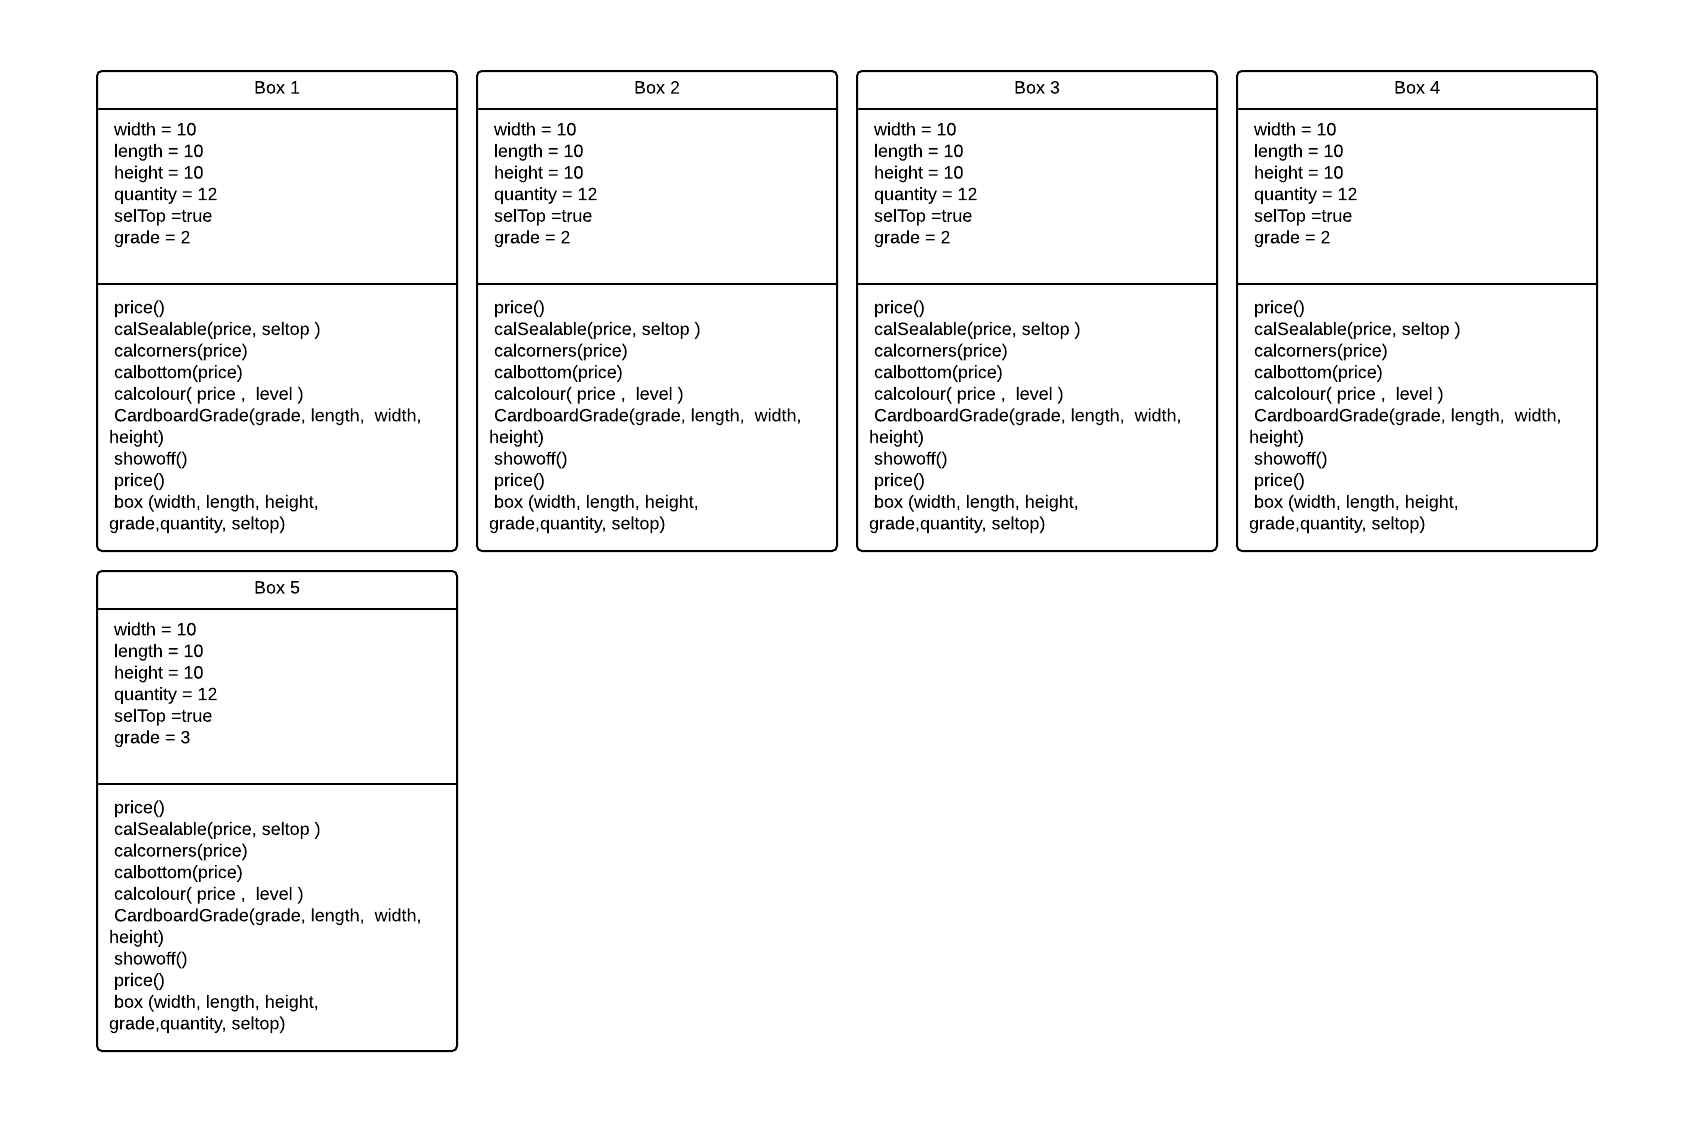 Box 1
width = 10
length = 10
height = 10
quantity = 12
selTop =true
grade = 2
price()
calSealable(price, seltop )
calcorners(price)
calbottom(price)
calcolour( price ,  level )
CardboardGrade(grade, length,  width,
height)
showoff()
price()
box (width, length, height,
grade,quantity, seltop)
Box 2
width = 10
length = 10
height = 10
quantity = 12
selTop =true
grade = 2
price()
calSealable(price, seltop )
calcorners(price)
calbottom(price)
calcolour( price ,  level )
CardboardGrade(grade, length,  width,
height)
showoff()
price()
box (width, length, height,
grade,quantity, seltop)
Box 3
width = 10
length = 10
height = 10
quantity = 12
selTop =true
grade = 2
price()
calSealable(price, seltop )
calcorners(price)
calbottom(price)
calcolour( price ,  level )
CardboardGrade(grade, length,  width,
height)
showoff()
price()
box (width, length, height,
grade,quantity, seltop)
Box 4
width = 10
length = 10
height = 10
quantity = 12
selTop =true
grade = 2
price()
calSealable(price, seltop )
calcorners(price)
calbottom(price)
calcolour( price ,  level )
CardboardGrade(grade, length,  width,
height)
showoff()
price()
box (width, length, height,
grade,quantity, seltop)
Box 5
width = 10
length = 10
height = 10
quantity = 12
selTop =true
grade = 3
price()
calSealable(price, seltop )
calcorners(price)
calbottom(price)
calcolour( price ,  level )
CardboardGrade(grade, length,  width,
height)
showoff()
price()
box (width, length, height,
grade,quantity, seltop)